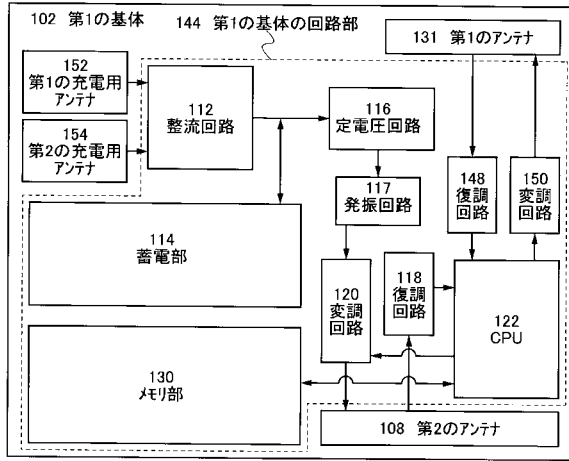 102 第1の基体
144 第1の基体の回路部
131 第1のアンテナ
152
第1の充電用
アンテナ
154
第2の充電用
アンテナ
112
整流回路
116
定電圧回路
117
発振回路
148
復調
回路
150
変調
回路
114
蓄電部
120
変調
回路
118
復調
回路
122
CPU
130
メモリ部
108 第2のアンテナ